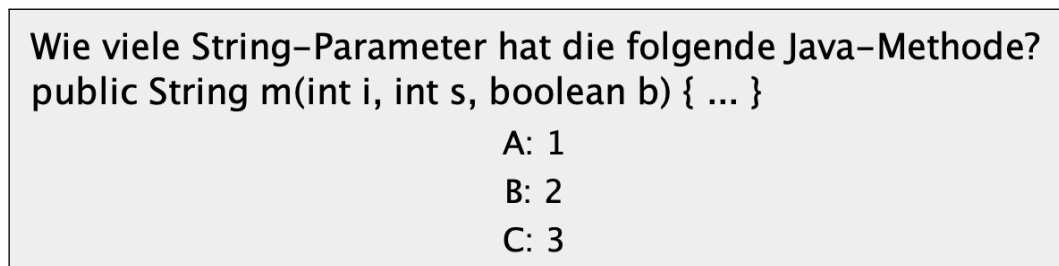 Wie viele String-Parameter hat die folgende Java-Methode?
public String m(int i, int s, boolean b) { ... }
A: 1
B: 2
C: 3